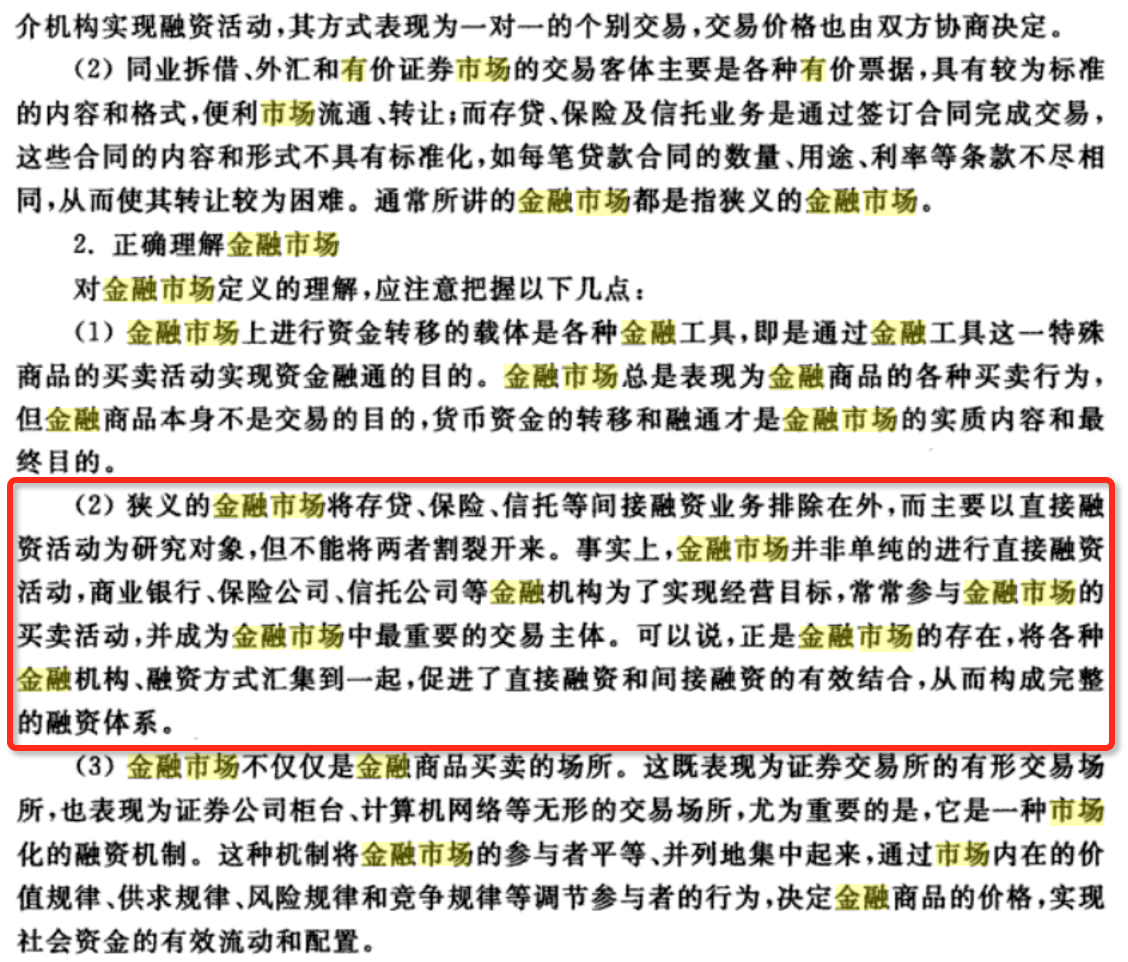 介机构实现融资活动,其方式表现为一对一的个别交易,交易价格也由双方协商决定。
(2) 同业拆借、外汇和有价证券市场的交易客体主要是各种有价票据,具有较为标准
的内容和格式,便利市场流通、转让;而存贷、保险及信托业务是通过签订合同完成交易,
这些合同的内容和形式不具有标准化,如每笔贷款合同的数量、用途、利率等条款不尽相
同,从而使其转让较为困难。通常所讲的金融市场都是指狭义的金融市场。
2. 正确理解金融市场
对金融市场定义的理解,应注意把握以下几点:
(1) 金融市场上进行资金转移的载体是各种金融工具,即是通过金融工具这一特殊
商品的买卖活动实现资金融通的目的。金融市场总是表现为金融商品的各种买卖行为,
但金融商品本身不是交易的目的,货币资金的转移和融通才是金融市场的实质内容和最
终目的。
(2) 狭义的金融市场将存贷、保险、信托等间接融资业务排除在外,而主要以直接融
资活动为研究对象,但不能将两者割裂开来。事实上,金融市场并非单纯的进行直接融资
活动,商业银行、保险公司、信托公司等金融机构为了实现经营目标,常常参与金融市场的
买卖活动,并成为金融市场中最重要的交易主体。可以说,正是金融市场的存在,将各种
金融机构、融资方式汇集到一起,促进了直接融资和间接融资的有效结合,从而构成完整
的融资体系。
(3) 金融市场不仅仅是金融商品买卖的场所。这既表现为证券交易所的有形交易场
所,也表现为证券公司柜台、计算机网络等无形的交易场所,尤为重要的是,它是一种市场
化的融资机制。这种机制将金融市场的参与者平等、并列地集中起来,通过市场内在的价
值规律、供求规律、风险规律和竞争规律等调节参与者的行为,决定金融商品的价格,实现
社会资金的有效流动和配置。